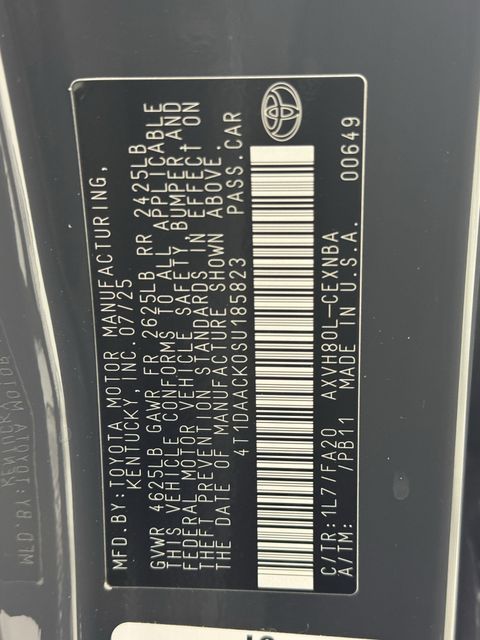 MFD.BY:TOYOTA MOTOR MANUFACTURING,
KENTUCKY, INC. 07/25
GVWR 4625LB GAWR FR 2625LB RR 2425LB
THIS VEHICLE CONFORMS TO ALL APPLICABLE
FEDERAL MOTOR VEHICLE SAFETY, BUMPER AND
THEFT PREVENTION STANDARDS IN EFFECT ON
THE DATE OF MANUFACTURE SHOWN ABOVE.
4T1DAACK0SU185823 PASS.CAR
C/TR:1L7/FA20 AXVH80L-CEXNBA 00649
A/TM: /PB11 MADE IN U.S.A.